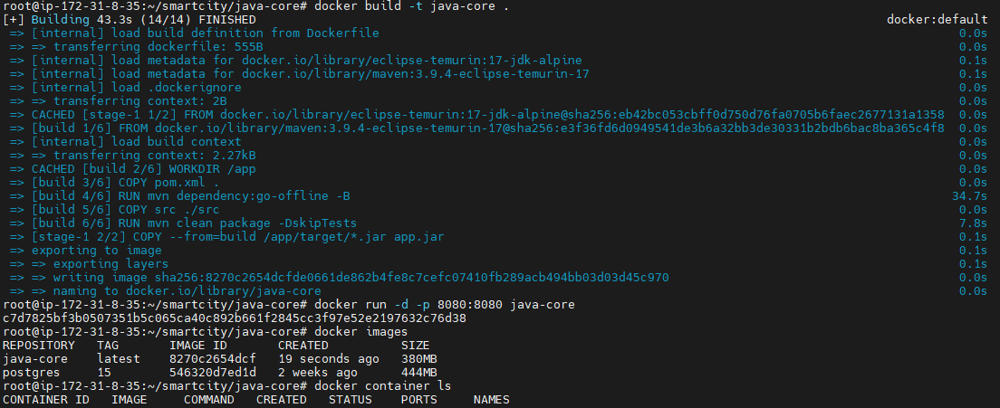 root@ip-172-31-8-35:~/smartcity/java-core# docker build -t java-core .
[+] Building 43.3s (14/14) FINISHED docker:default
=> [internal] load build definition from Dockerfile 0.0s
=> => transferring dockerfile: 555B 0.0s
=> [internal] load metadata for docker.io/library/eclipse-temurin:17-jdk-alpine 0.1s
=> [internal] load metadata for docker.io/library/maven:3.9.4-eclipse-temurin-17 0.1s
=> [internal] load .dockerignore 0.0s
=> => transferring context: 2B 0.0s
=> CACHED [stage-1 1/2] FROM docker.io/library/eclipse-temurin:17-jdk-alpine@sha256:eb42bc053cbff0d750d76fa0705b6faec2677131a1358 0.0s
=> [build 1/6] FROM docker.io/library/maven:3.9.4-eclipse-temurin-17@sha256:e3f36fd6d0949541de3b6a32bb3de30331b2bdb6bac8ba365c4f8 0.0s
=> [internal] load build context 0.0s
=> => transferring context: 2.27kB 0.0s
=> CACHED [build 2/6] WORKDIR /app 0.0s
=> [build 3/6] COPY pom.xml . 0.0s
=> [build 4/6] RUN mvn dependency:go-offline -B 34.7s
=> [build 5/6] COPY src ./src 0.0s
=> [build 6/6] RUN mvn clean package -DskipTests 7.8s
=> [stage-1 2/2] COPY --from=build /app/target/*.jar app.jar 0.1s
=> exporting to image 0.1s
=> => exporting layers 0.1s
=> => writing image sha256:8270c2654dcfde0661de862b4fe8c7cefc07410fb289acb494bb03d03d45c970 0.0s
=> => naming to docker.io/library/java-core 0.0s
root@ip-172-31-8-35:~/smartcity/java-core# docker run -d -p 8080:8080 java-core
c7d7825bf3b0507351b5c065ca40c892b661f2845cc3f97e52e2197632c76d38
root@ip-172-31-8-35:~/smartcity/java-core# docker images
REPOSITORY TAG IMAGE ID CREATED SIZE
java-core latest 8270c2654dcf 19 seconds ago 380MB
postgres 15 546320d7ed1d 2 weeks ago 444MB
root@ip-172-31-8-35:~/smartcity/java-core# docker container ls
CONTAINER ID IMAGE COMMAND CREATED STATUS PORTS NAMES